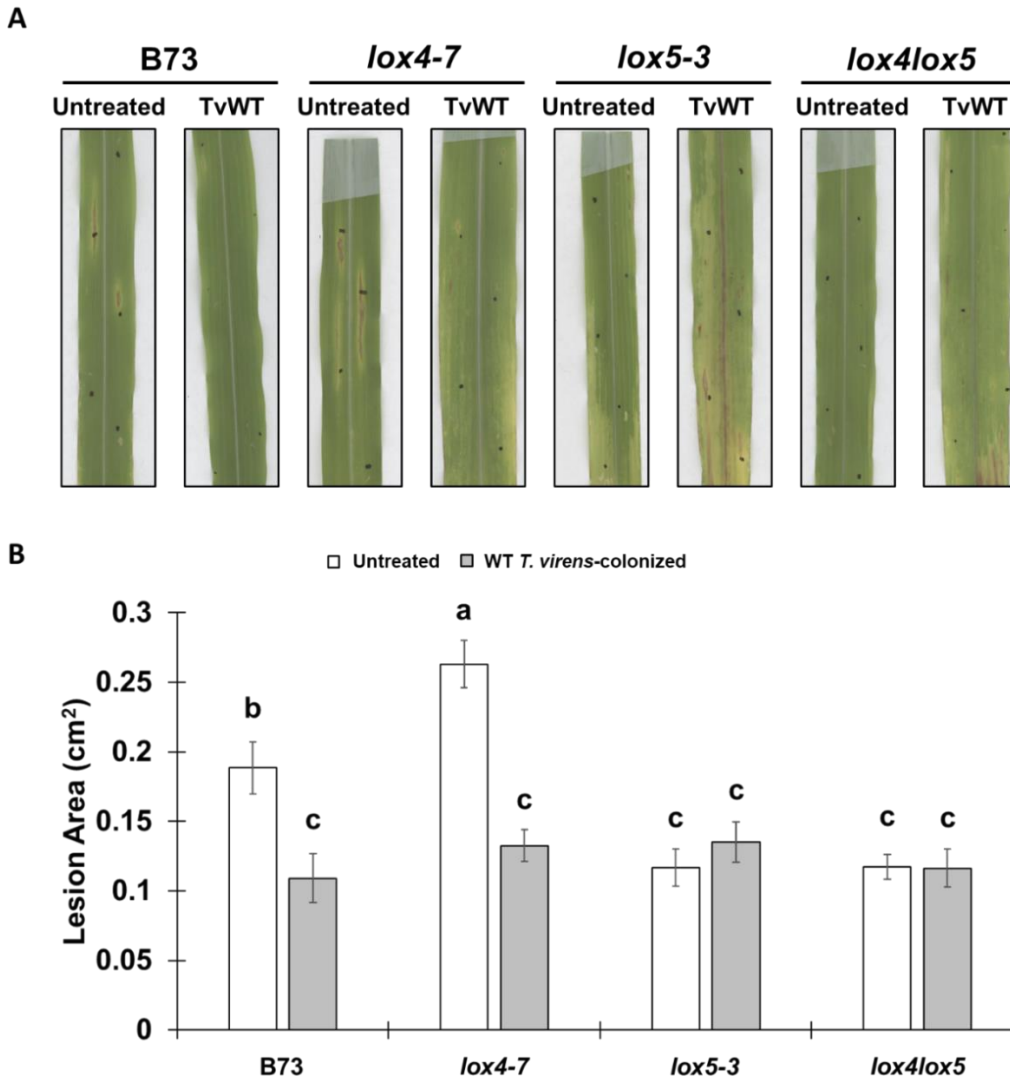 A
B73 lox4-7 lox5-3 lox4lox5
Untreated TvWT Untreated TvWT Untreated TvWT Untreated TvWT
B
Untreated WT T. virens-colonized
Lesion Area (cm²)
0.3
0.25
0.2
0.15
0.1
0.05
0
b c a c c c c c
B73 lox4-7 lox5-3 lox4lox5